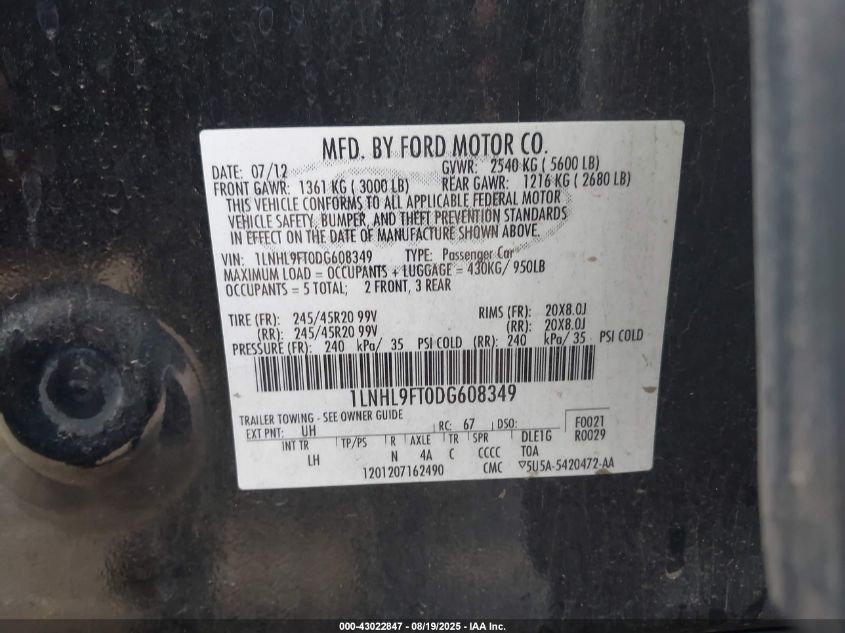 MFD. BY FORD MOTOR CO.
DATE: 07/12 GVWR: 2540 KG ( 5600 LB)
FRONT GAWR: 1361 KG ( 3000 LB) REAR GAWR: 1216 KG ( 2680 LB)
THIS VEHICLE CONFORMS TO ALL APPLICABLE FEDERAL MOTOR
VEHICLE SAFETY, BUMPER, AND THEFT PREVENTION STANDARDS
IN EFFECT ON THE DATE OF MANUFACTURE SHOWN ABOVE.
VIN: 1LNHL9FT0DG608349 TYPE: Passenger Car
MAXIMUM LOAD = OCCUPANTS + LUGGAGE = 430KG/ 950LB
OCCUPANTS = 5 TOTAL; 2 FRONT, 3 REAR
TIRE (FR): 245/45R20 99V RIMS (FR): 20X8.0J
(RR): 245/45R20 99V (RR): 20X8.0J
PRESSURE (FR): 240 kPa/ 35 PSI COLD (RR): 240 kPa/ 35 PSI COLD
1LNHL9FT0DG608349
TRAILER TOWING - SEE OWNER GUIDE
EXT PNT: UH RC: 67 DSO: F0021
R0029
INT TR TP/PS R AXLE TR SPR DLE1G
LH N 4A C CCCC TOA
1201207162490 CMC ▽5U5A-5420472-AA
000-43022847 - 08/19/2025 - IAA Inc.